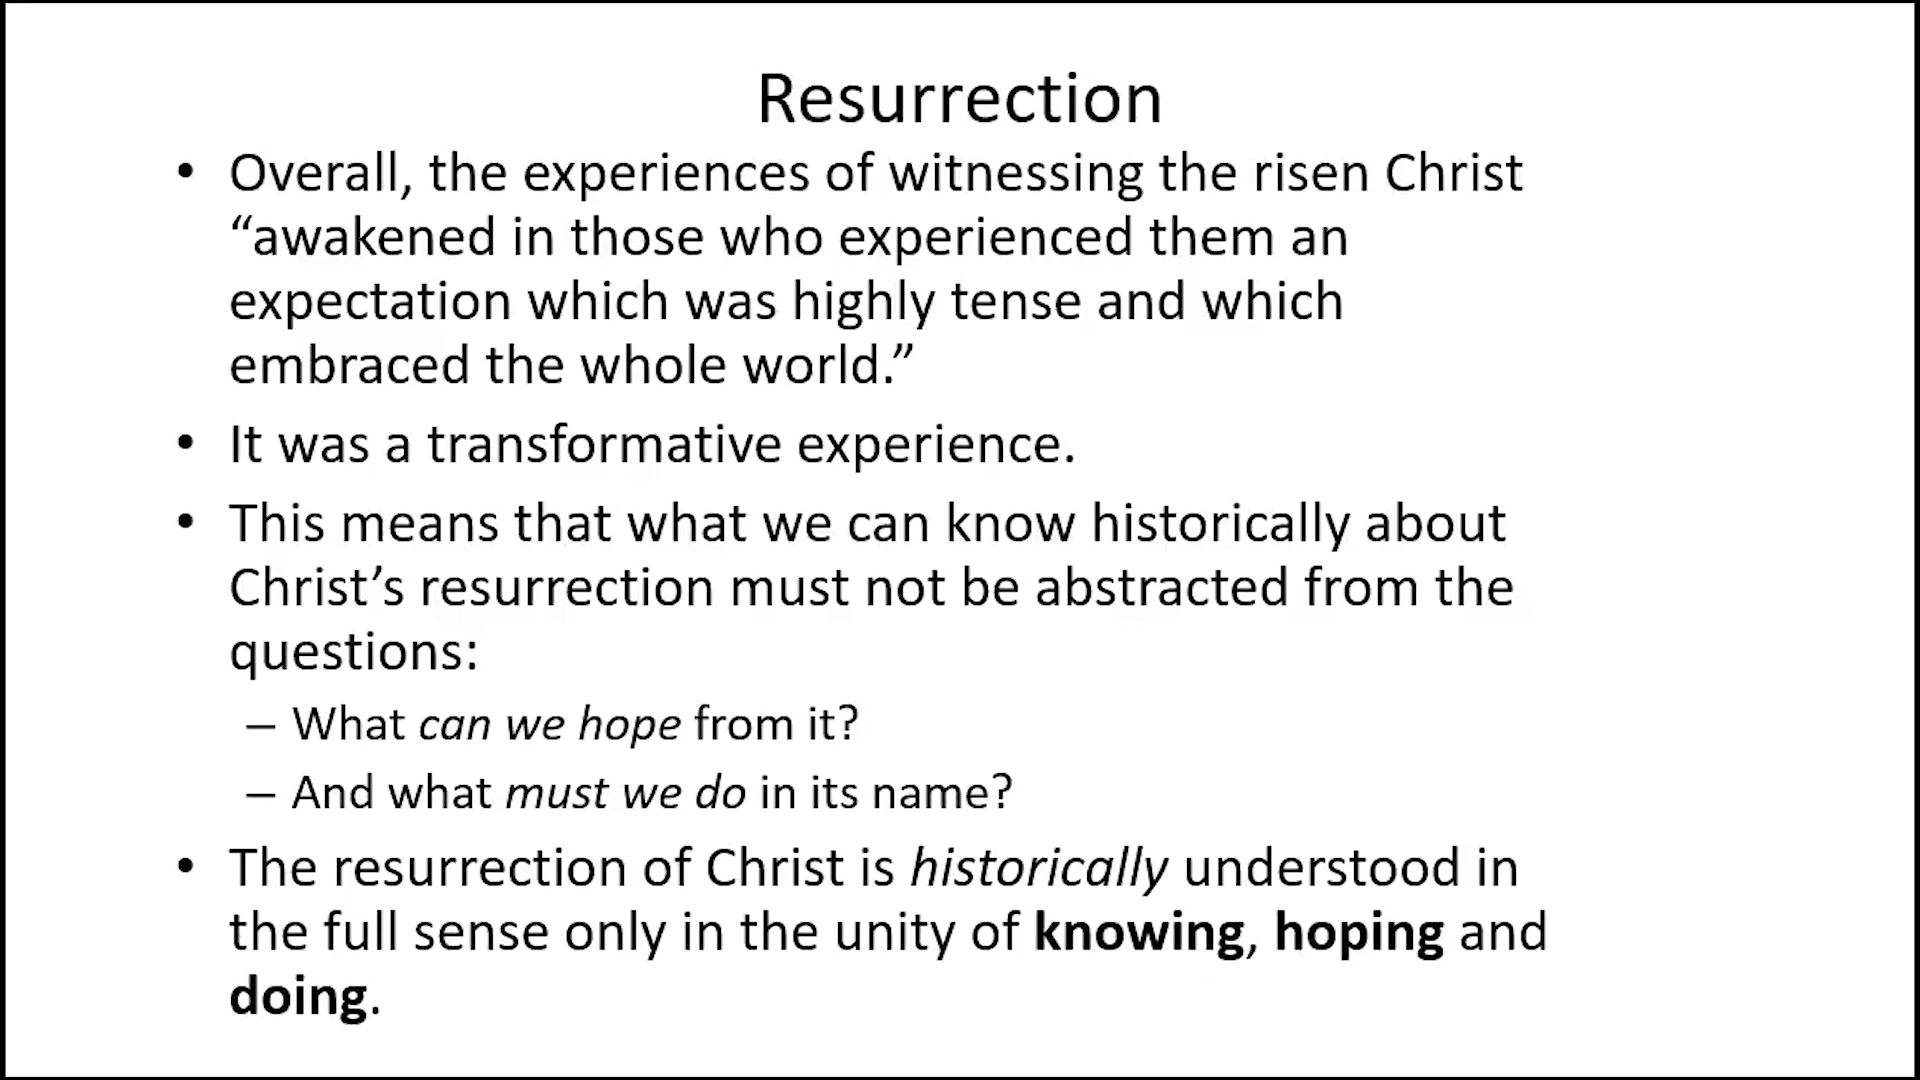 Resurrection
• Overall, the experiences of witnessing the risen Christ
“awakened in those who experienced them an
expectation which was highly tense and which
embraced the whole world.”
• It was a transformative experience.
• This means that what we can know historically about
Christ’s resurrection must not be abstracted from the
questions:
– What can we hope from it?
– And what must we do in its name?
• The resurrection of Christ is historically understood in
the full sense only in the unity of knowing, hoping and
doing.